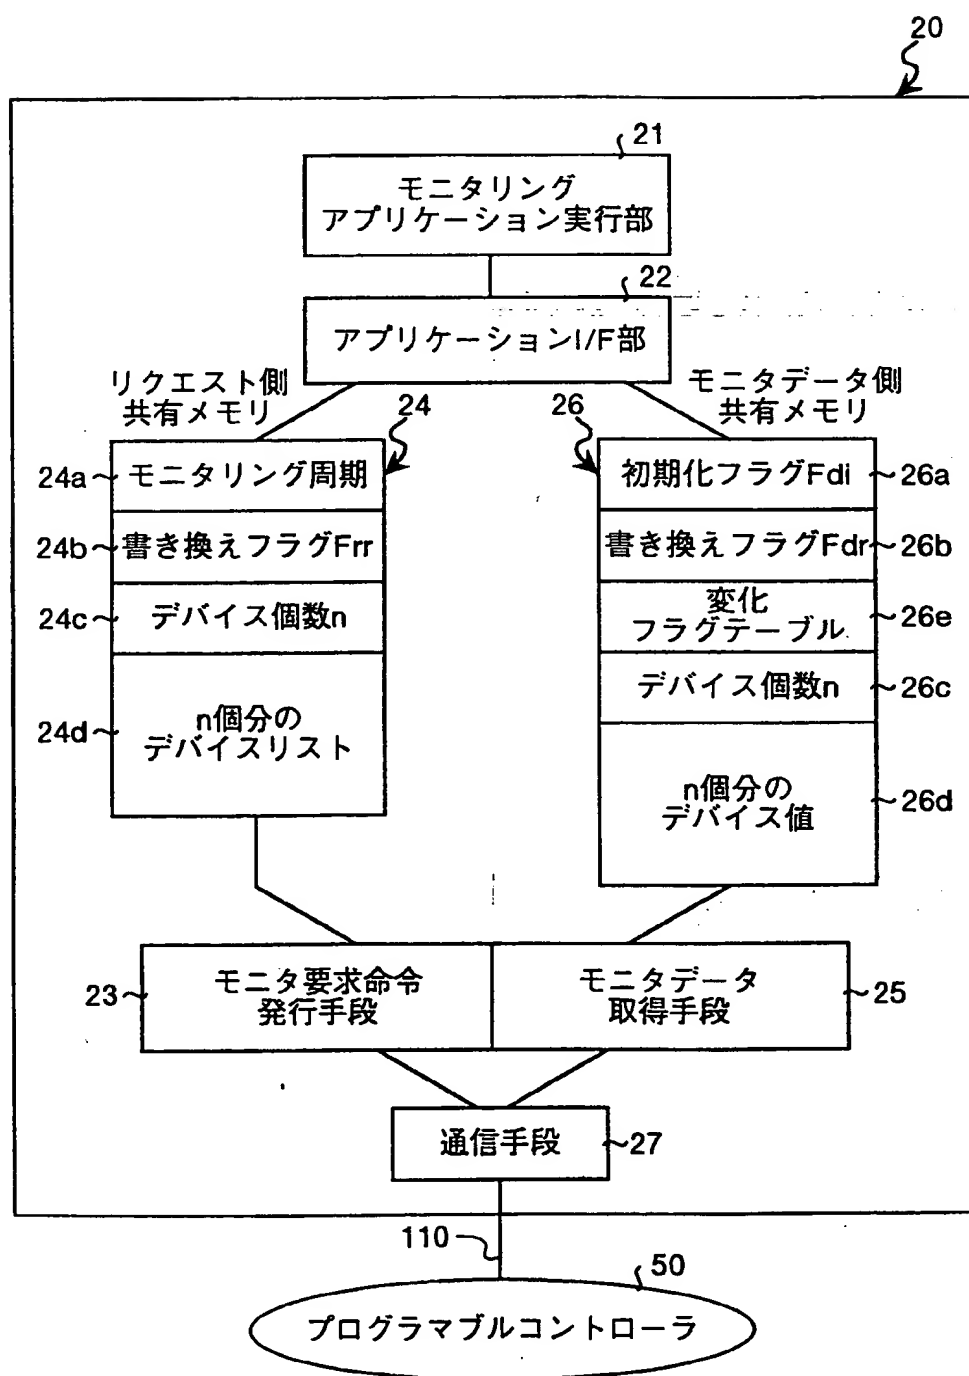 20
21
モニタリング
アプリケーション実行部
22
アプリケーションI/F部
リクエスト側
共有メモリ
24
26
モニタデータ側
共有メモリ
24a
モニタリング周期
初期化フラグFdi
26a
24b
書き換えフラグFrr
書き換えフラグFdr
26b
24c
デバイス個数n
変化
フラグテーブル
26e
デバイス個数n
26c
24d
n個分の
デバイスリスト
n個分の
デバイス値
26d
23
モニタ要求命令
発行手段
モニタデータ
取得手段
25
通信手段
27
110
50
プログラマブルコントローラ